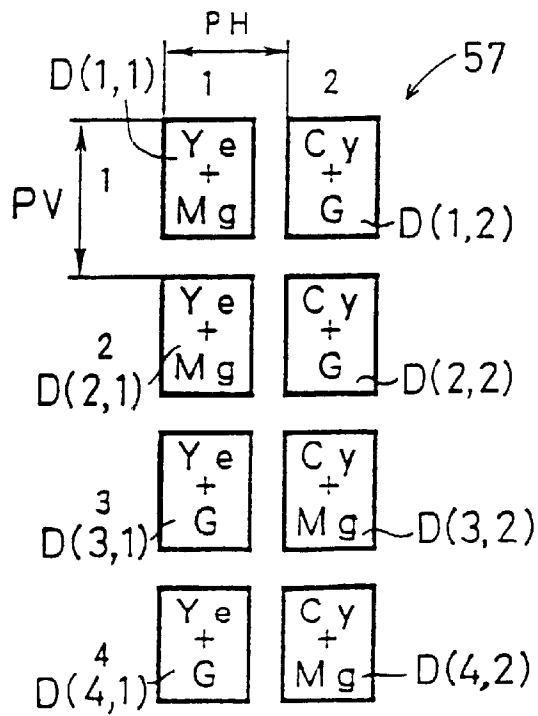 PH
57
D(1,1) 1 2
PV 1
Ye + Mg
Cy + G
D(1,2)
2
D(2,1)
Ye + Mg
Cy + G
D(2,2)
3
D(3,1)
Ye + G
Cy + Mg
D(3,2)
4
D(4,1)
Ye + G
Cy + Mg
D(4,2)